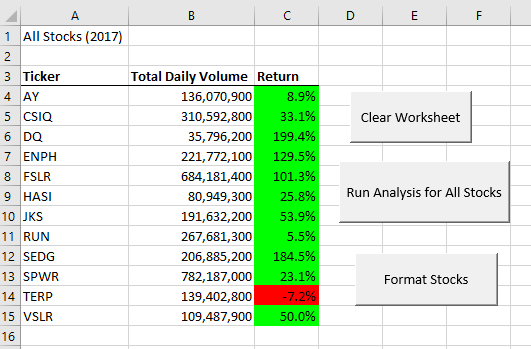 A B C D E F
1 All Stocks (2017)
2
3 Ticker Total Daily Volume Return
4 AY 136,070,900 8.9%
5 CSIQ 310,592,800 33.1% Clear Worksheet
6 DQ 35,796,200 199.4%
7 ENPH 221,772,100 129.5%
8 FSLR 684,181,400 101.3%
9 HASI 80,949,300 25.8% Run Analysis for All Stocks
10 JKS 191,632,200 53.9%
11 RUN 267,681,300 5.5%
12 SEDG 206,885,200 184.5%
13 SPWR 782,187,000 23.1% Format Stocks
14 TERP 139,402,800 -7.2%
15 VSLR 109,487,900 50.0%
16